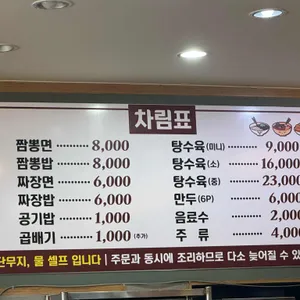 차림표
짬뽕면 ·········· 8,000
짬뽕밥 ·········· 8,000
짜장면 ·········· 6,000
짜장밥 ·········· 6,000
공기밥 ·········· 1,000
곱배기 ·········· 1,000 (추가)
탕수육(미니) ········ 9,000
탕수육(소) ········ 16,000
탕수육(중) ········ 23,000
만두(6P) ········ 6,00
음료수 ········ 2,00
주 류 ········ 4,00
단무지, 물 셀프 입니다 | 주문과 동시에 조리하므로 다소 늦어질 수 있